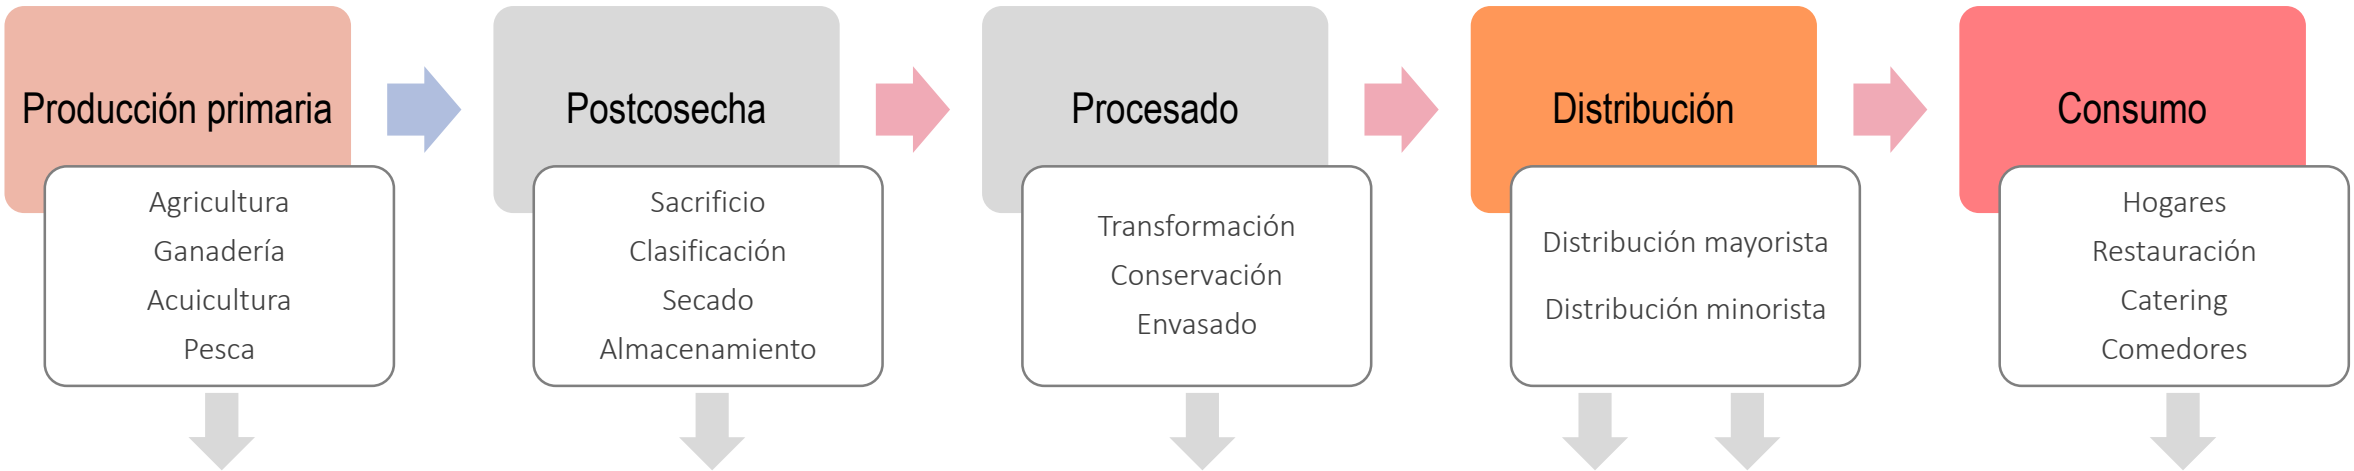 Producción primaria
Agricultura
Ganadería
Acuicultura
Pesca
Postcosecha
Sacrificio
Clasificación
Secado
Almacenamiento
Procesado
Transformación
Conservación
Envasado
Distribución
Distribución mayorista
Distribución minorista
Consumo
Hogares
Restauración
Catering
Comedores